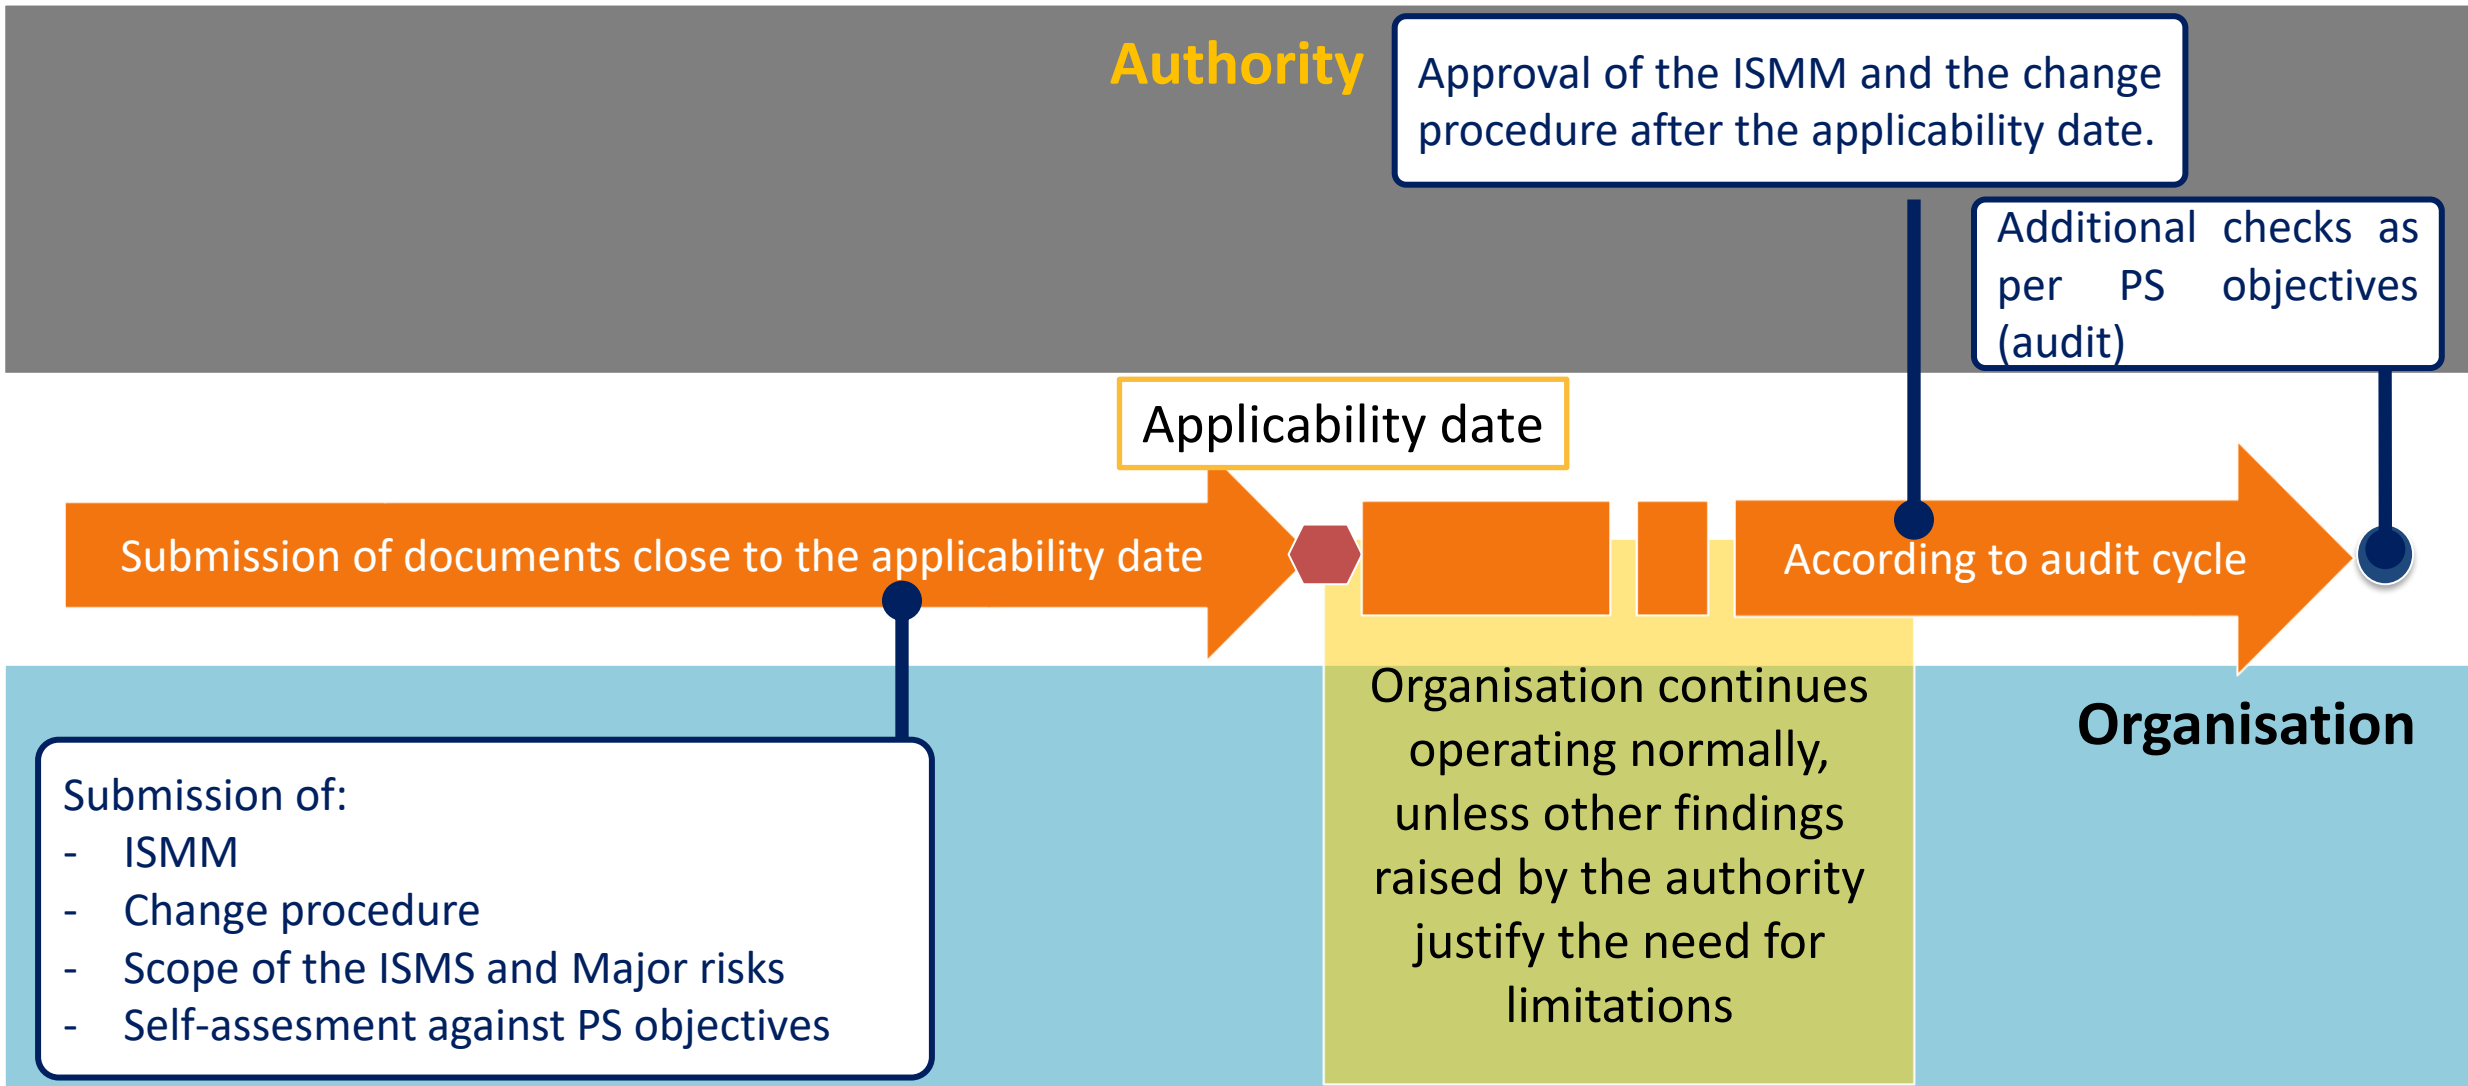 Authority
Approval of the ISMM and the change
procedure after the applicability date.
Additional checks as
per PS objectives
(audit)
Applicability date
Submission of documents close to the applicability date
According to audit cycle
Organisation continues
operating normally,
unless other findings
raised by the authority
justify the need for
limitations
Organisation
Submission of:
- ISMM
- Change procedure
- Scope of the ISMS and Major risks
- Self-assesment against PS objectives